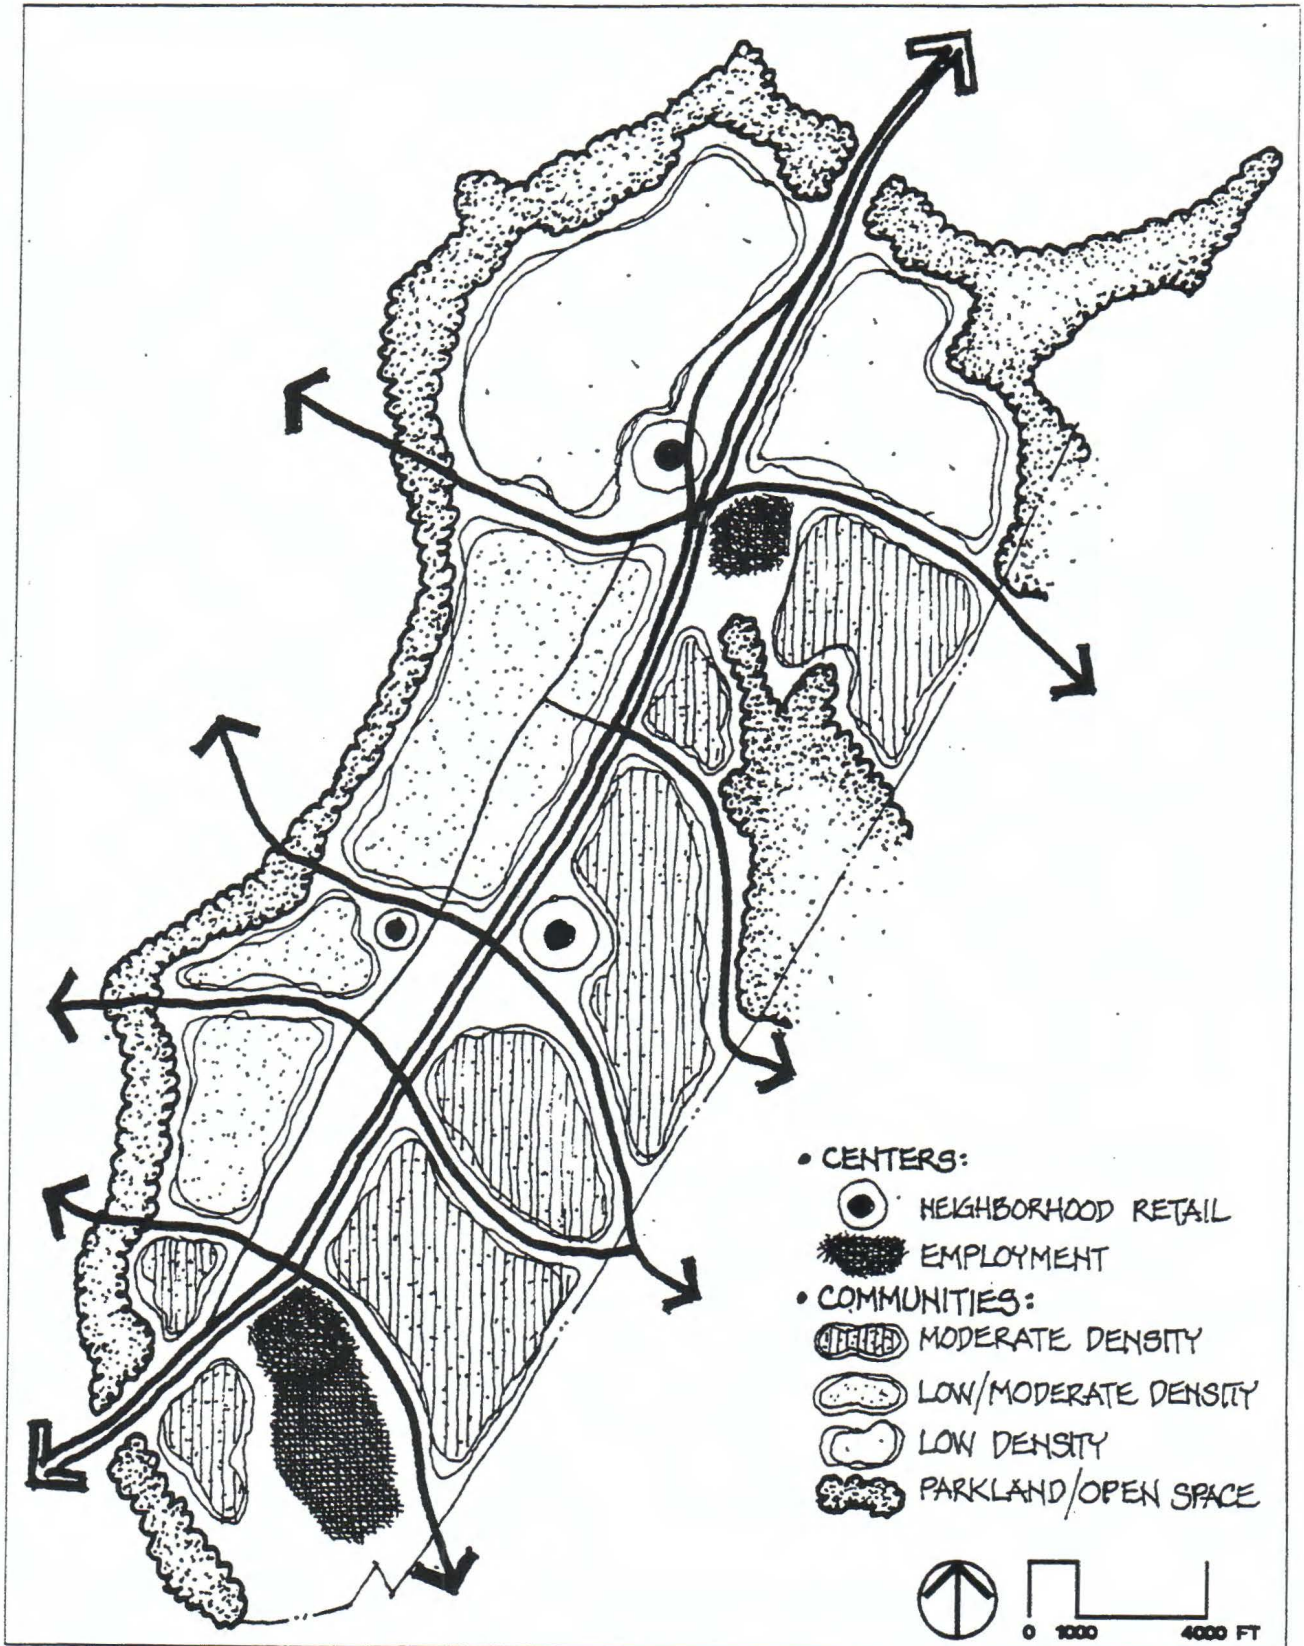 • CENTERS:
NEIGHBORHOOD RETAIL
EMPLOYMENT
• COMMUNITIES:
MODERATE DENSITY
LOW/MODERATE DENSITY
LOW DENSITY
PARKLAND/OPEN SPACE
0 1000 4000 FT